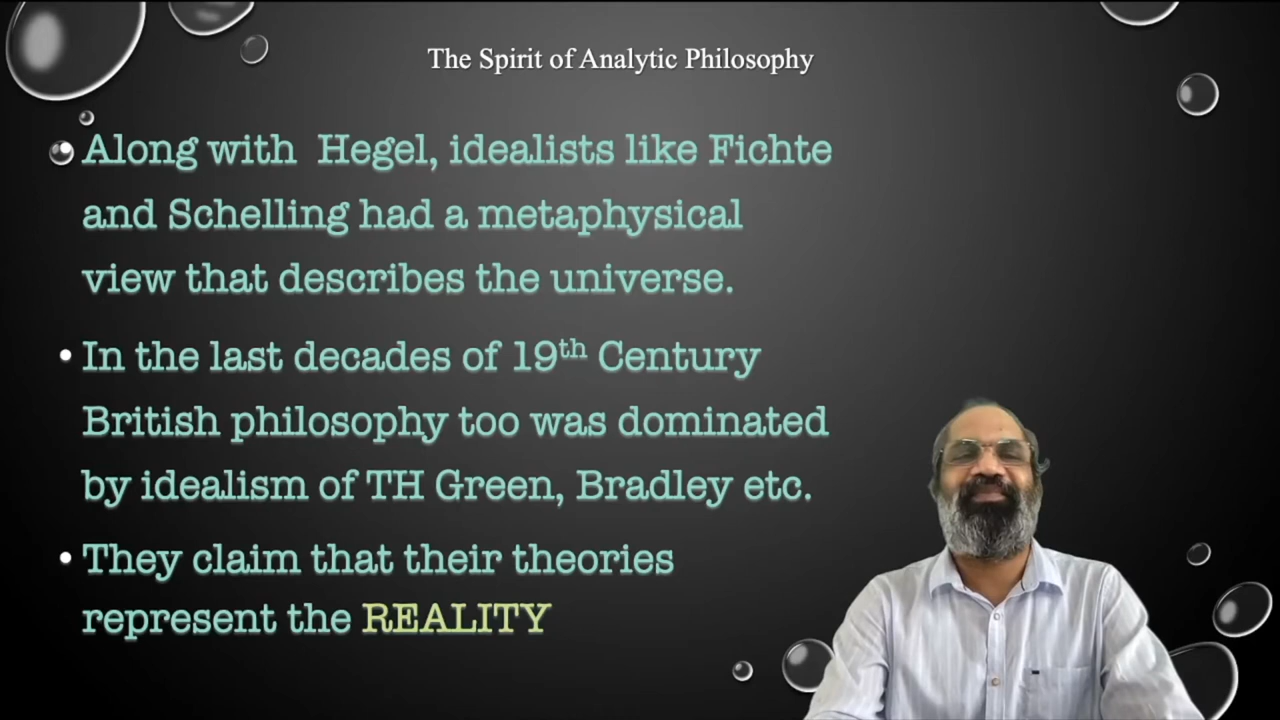 The Spirit of Analytic Philosophy
• Along with Hegel, idealists like Fichte
and Schelling had a metaphysical
view that describes the universe.
• In the last decades of 19th Century
British philosophy too was dominated
by idealism of TH Green, Bradley etc.
• They claim that their theories
represent the REALITY